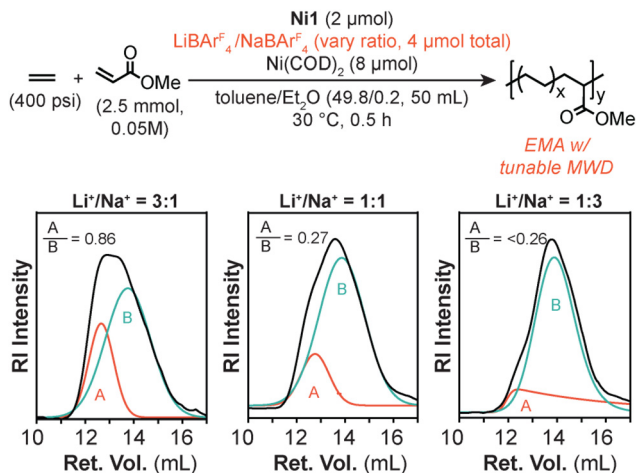 Ni1 (2 μmol)
LiBArF4/NaBArF4 (vary ratio, 4 μmol total)
Ni(COD)2 (8 μmol)
toluene/Et2O (49.8/0.2, 50 mL)
30 °C, 0.5 h
+
(400 psi)
O
OMe
(2.5 mmol,
0.05M)
x
y
O
OMe
EMA w/
tunable MWD
Li+/Na+ = 3:1
A/B = 0.86
A
B
RI Intensity
10 12 14 16
Ret. Vol. (mL)
Li+/Na+ = 1:1
A/B = 0.27
A
B
RI Intensity
10 12 14 16
Ret. Vol. (mL)
Li+/Na+ = 1:3
A/B = <0.26
A
B
RI Intensity
10 12 14 16
Ret. Vol. (mL)